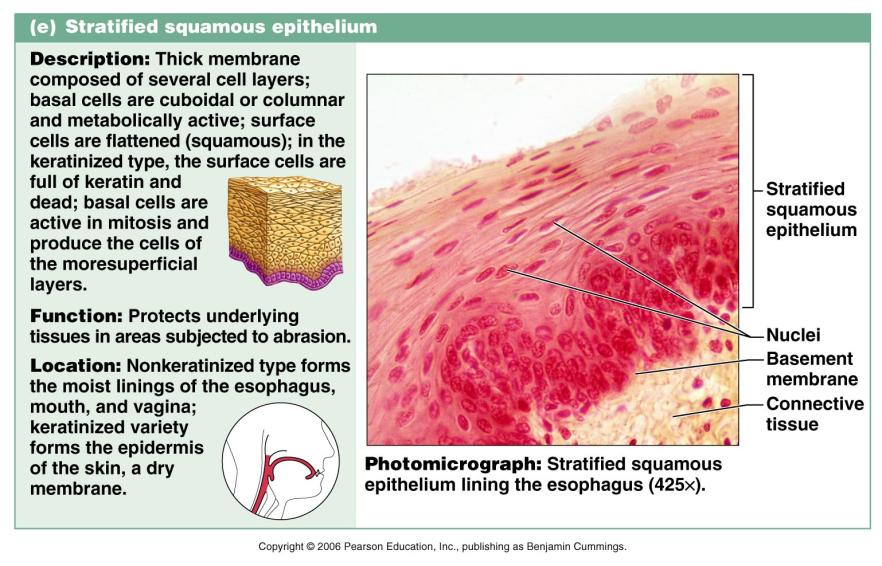 (e) Stratified squamous epithelium
Description: Thick membrane
composed of several cell layers;
basal cells are cuboidal or columnar
and metabolically active; surface
cells are flattened (squamous); in the
keratinized type, the surface cells are
full of keratin and
dead; basal cells are
active in mitosis and
produce the cells of
the moresuperficial
layers.
Function: Protects underlying
tissues in areas subjected to abrasion.
Location: Nonkeratinized type forms
the moist linings of the esophagus,
mouth, and vagina;
keratinized variety
forms the epidermis
of the skin, a dry
membrane.
Stratified
squamous
epithelium
Nuclei
Basement
membrane
Connective
tissue
Photomicrograph: Stratified squamous
epithelium lining the esophagus (425×).
Copyright © 2006 Pearson Education, Inc., publishing as Benjamin Cummings.